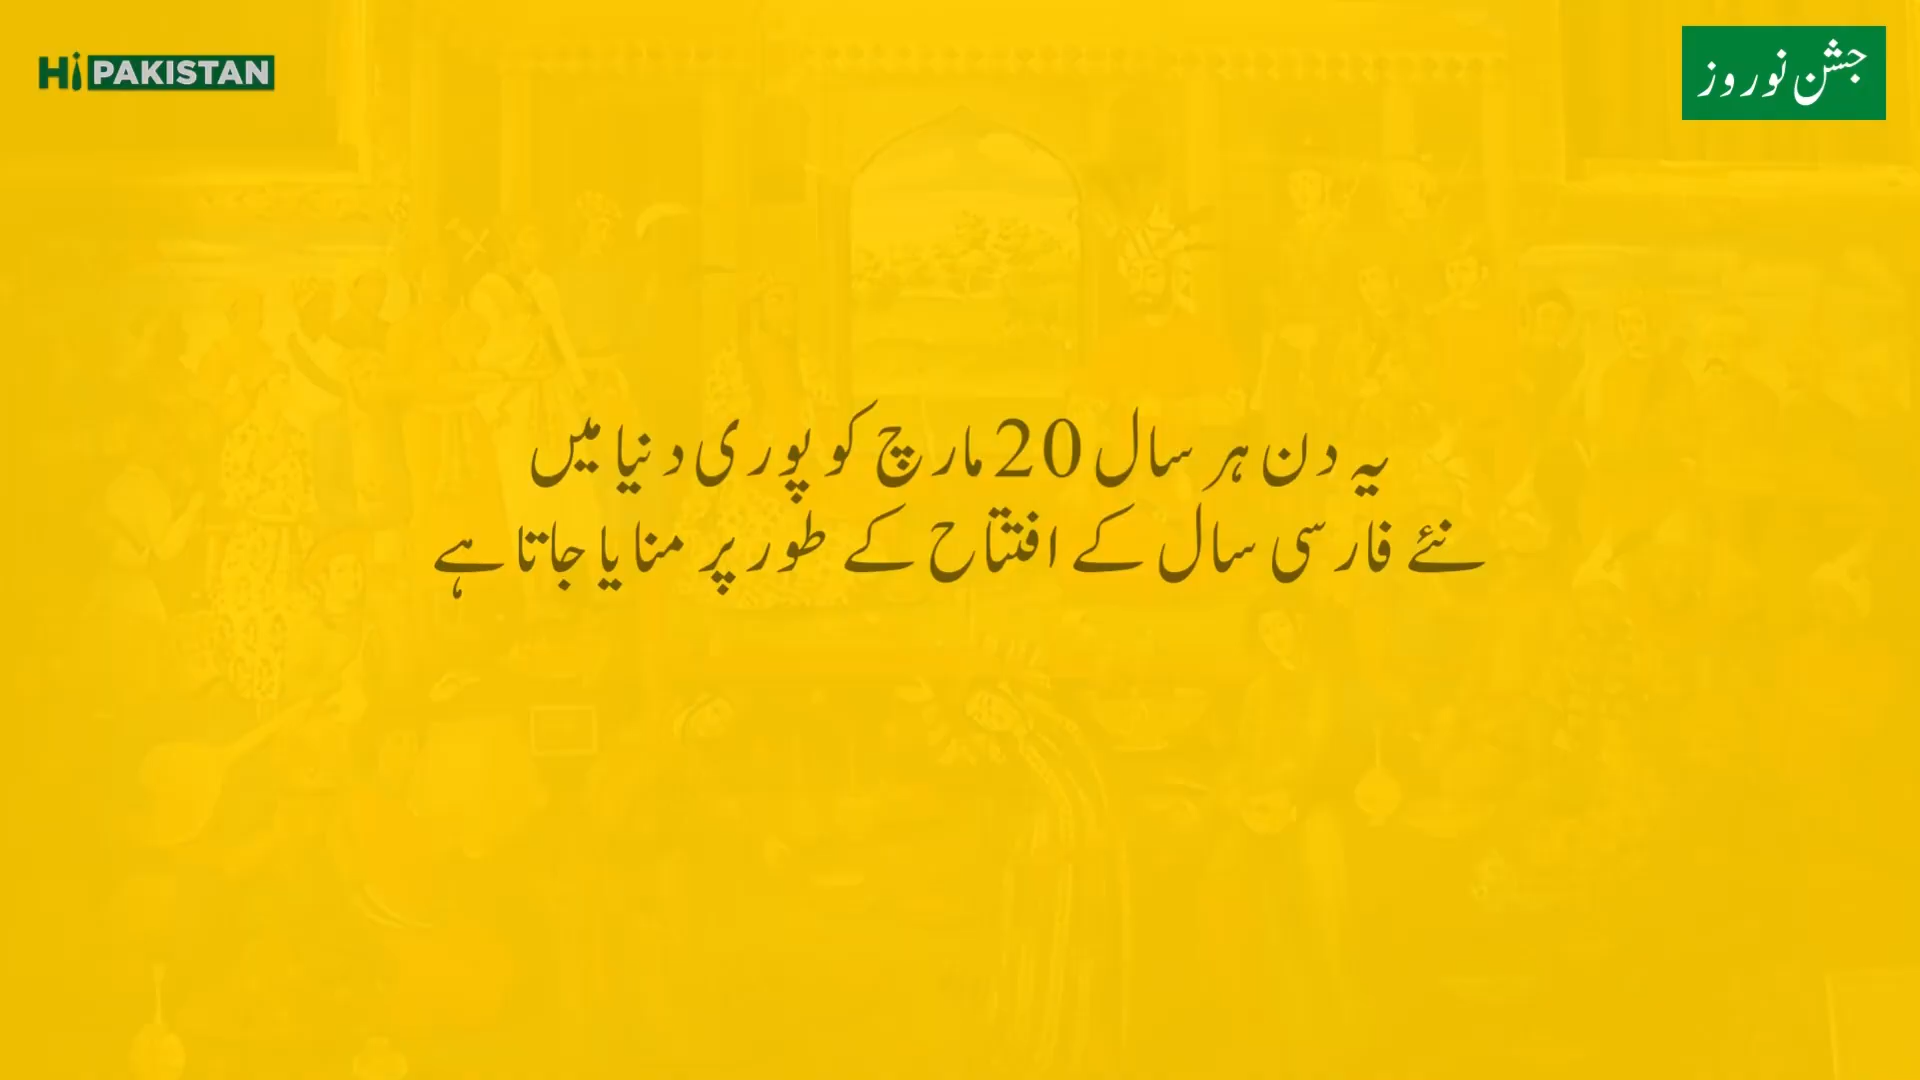 Hi PAKISTAN
جشن نوروز
یہ دن ہر سال 20 مارچ کو پوری دنیا میں
نئے فارسی سال کے افتتاح کے طور پر منایا جاتا ہے